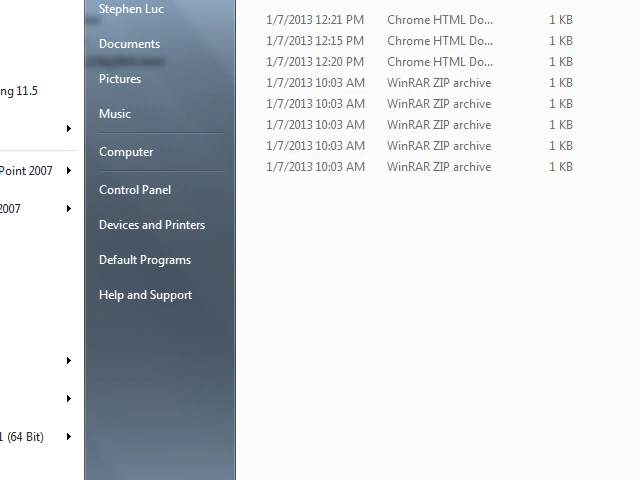 Stephen Luc
Documents
Pictures
Music
Computer
Control Panel
Devices and Printers
Default Programs
Help and Support
ng 11.5
Point 2007
2007
1 (64 Bit)
1/7/2013 12:21 PM Chrome HTML Do... 1 KB
1/7/2013 12:15 PM Chrome HTML Do... 1 KB
1/7/2013 12:20 PM Chrome HTML Do... 1 KB
1/7/2013 10:03 AM WinRAR ZIP archive 1 KB
1/7/2013 10:03 AM WinRAR ZIP archive 1 KB
1/7/2013 10:03 AM WinRAR ZIP archive 1 KB
1/7/2013 10:03 AM WinRAR ZIP archive 1 KB
1/7/2013 10:03 AM WinRAR ZIP archive 1 KB